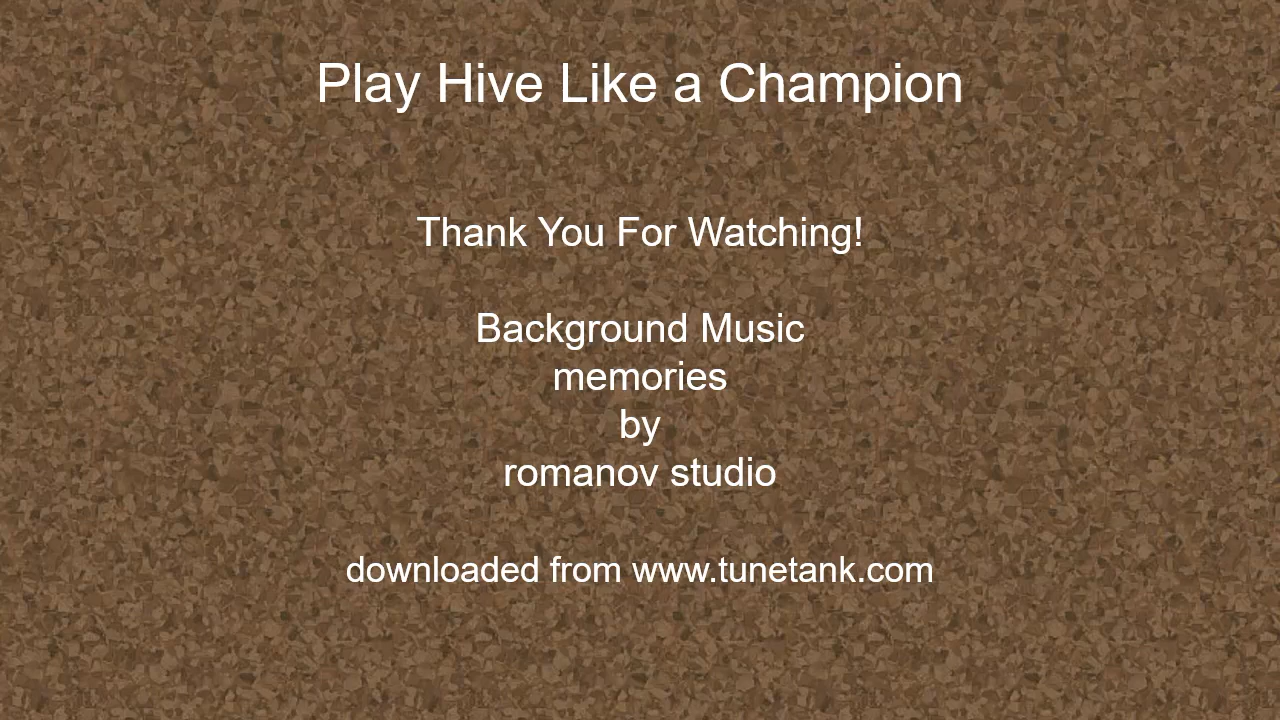 Play Hive Like a Champion
Thank You For Watching!
Background Music
memories
by
romanov studio
downloaded from www.tunetank.com